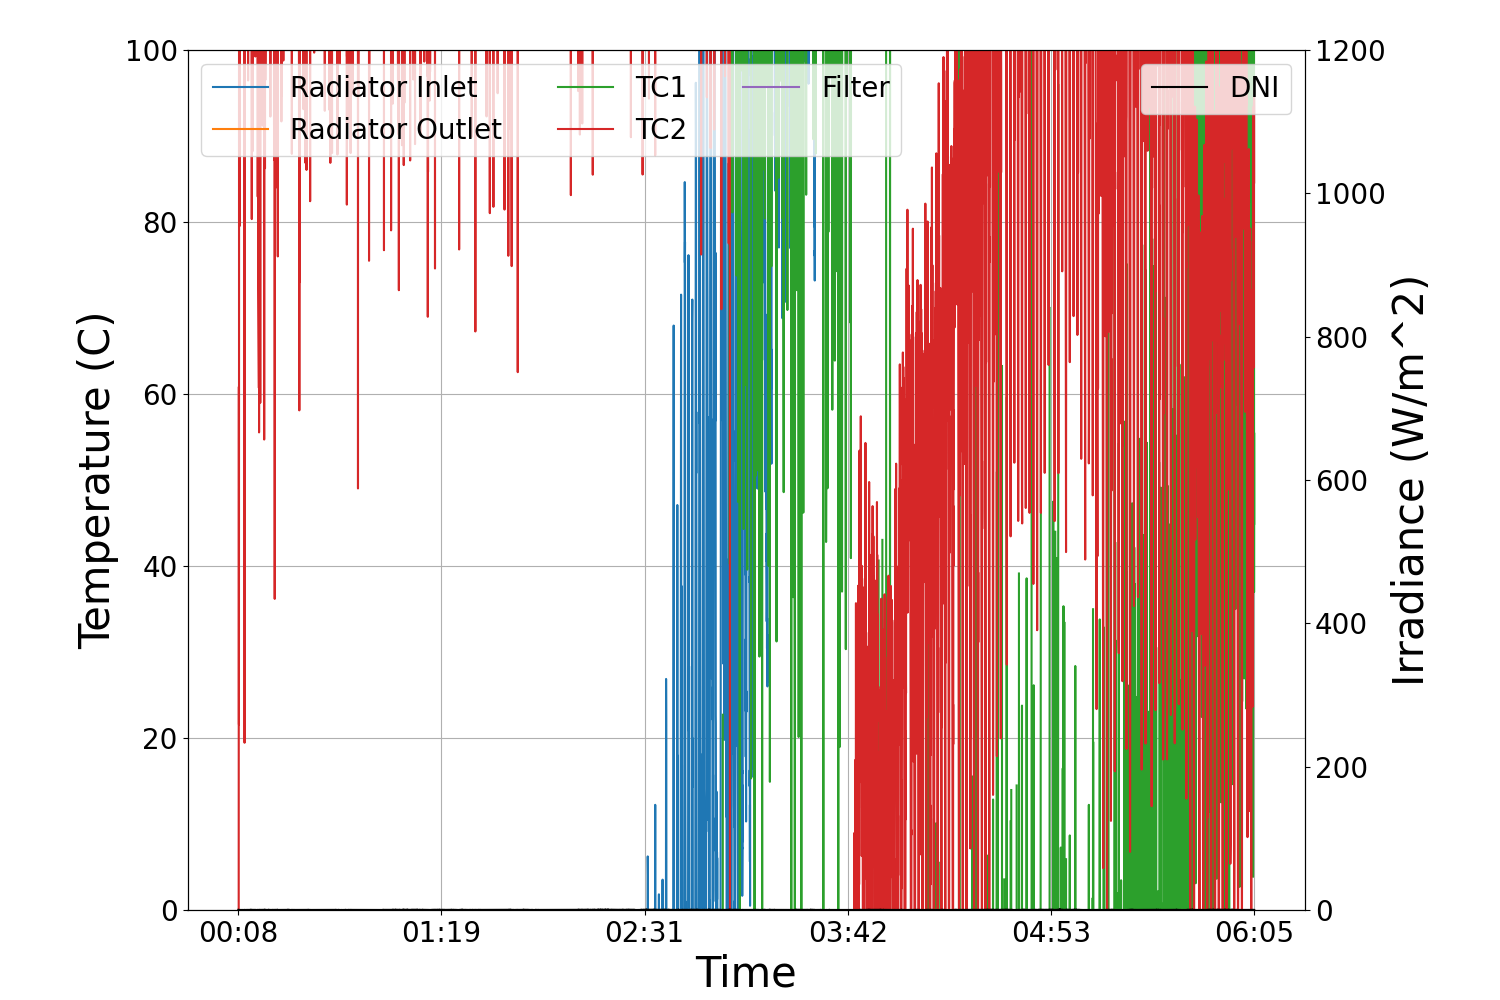 Radiator Inlet
Radiator Outlet
TC1
TC2
Filter
DNI
Temperature (C)
100
80
60
40
20
0
Irradiance (W/m^2)
1200
1000
800
600
400
200
0
00:08 01:19 02:31 03:42 04:53 06:05
Time